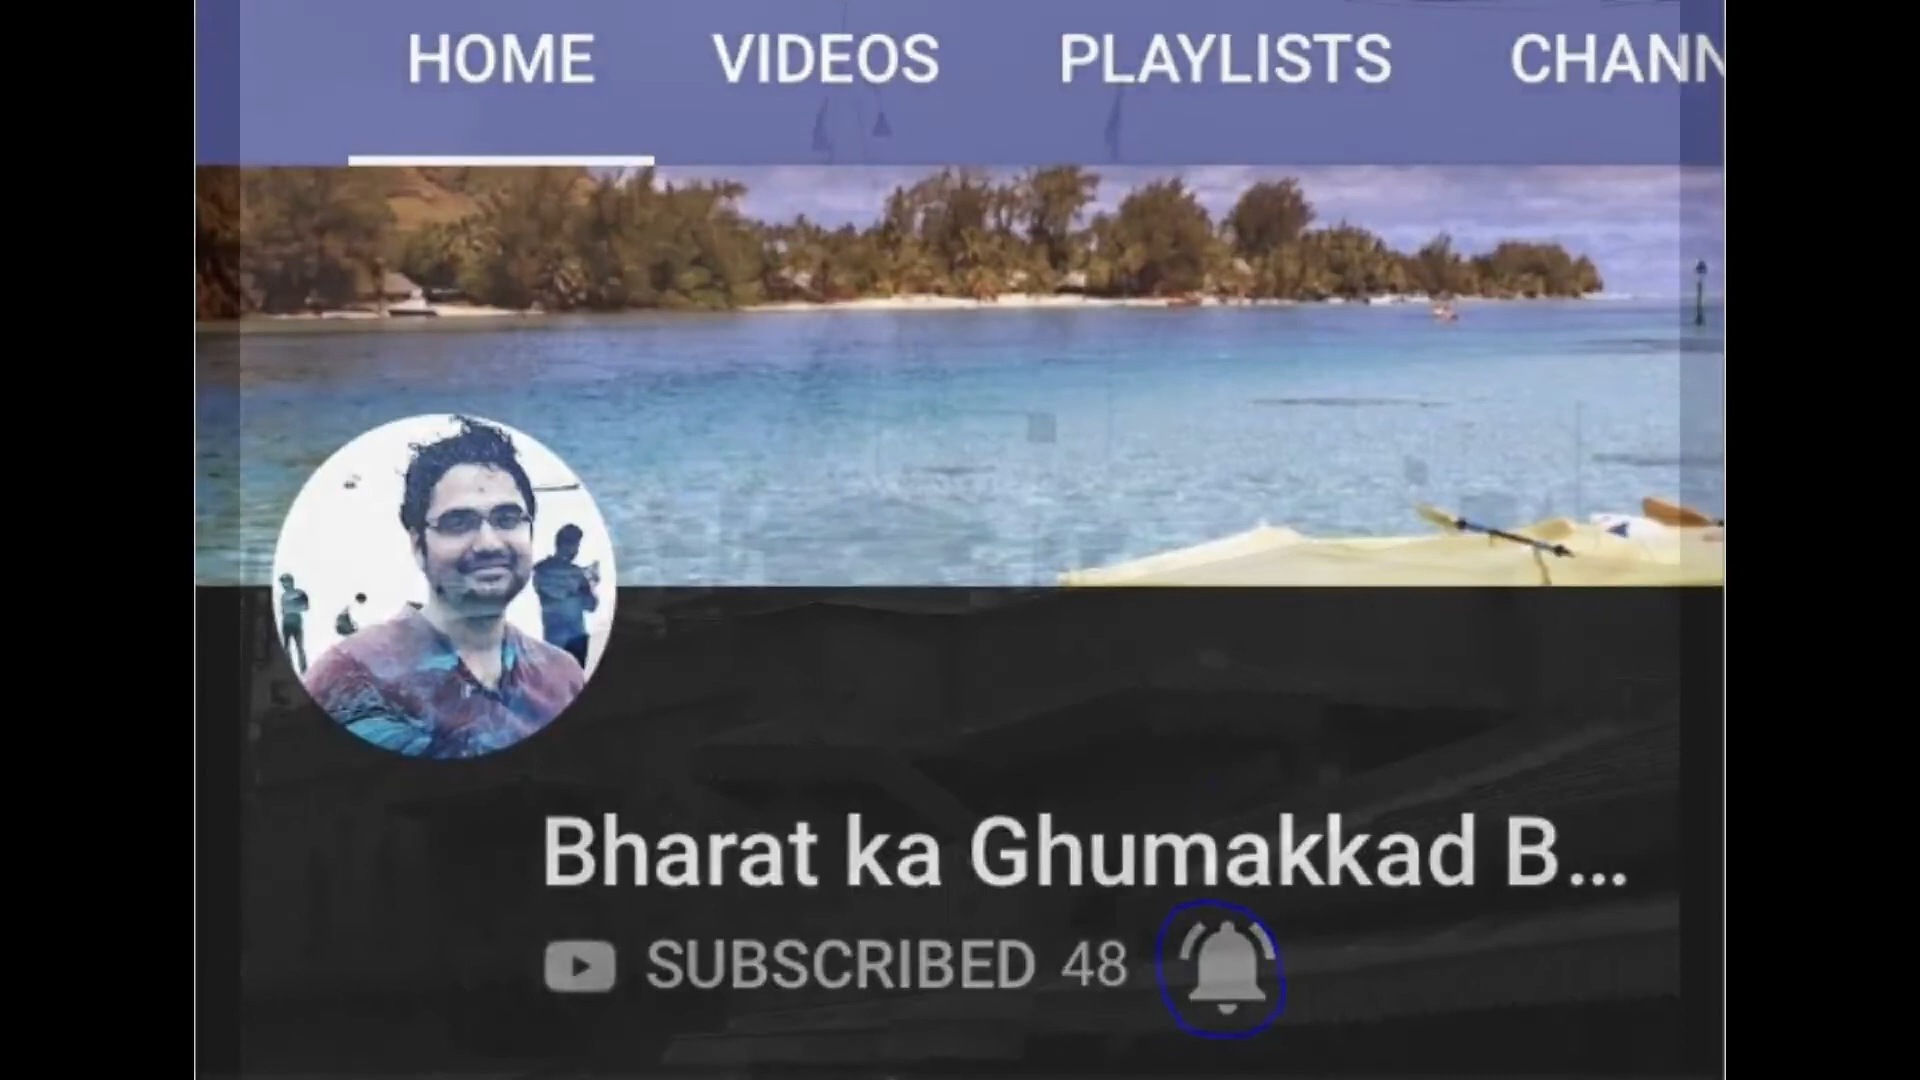 HOME VIDEOS PLAYLISTS CHANN
Bharat ka Ghumakkad B...
SUBSCRIBED 48